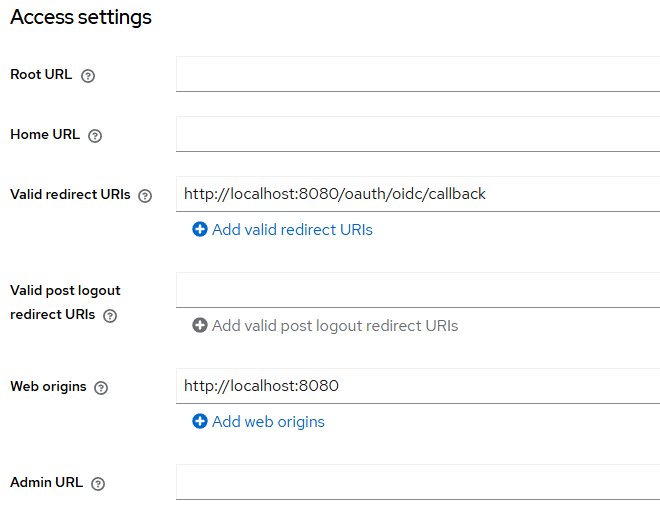 Access settings
Root URL
Home URL
Valid redirect URIs
http://localhost:8080/oauth/oidc/callback
Add valid redirect URIs
Valid post logout
redirect URIs
Add valid post logout redirect URIs
Web origins
http://localhost:8080
Add web origins
Admin URL